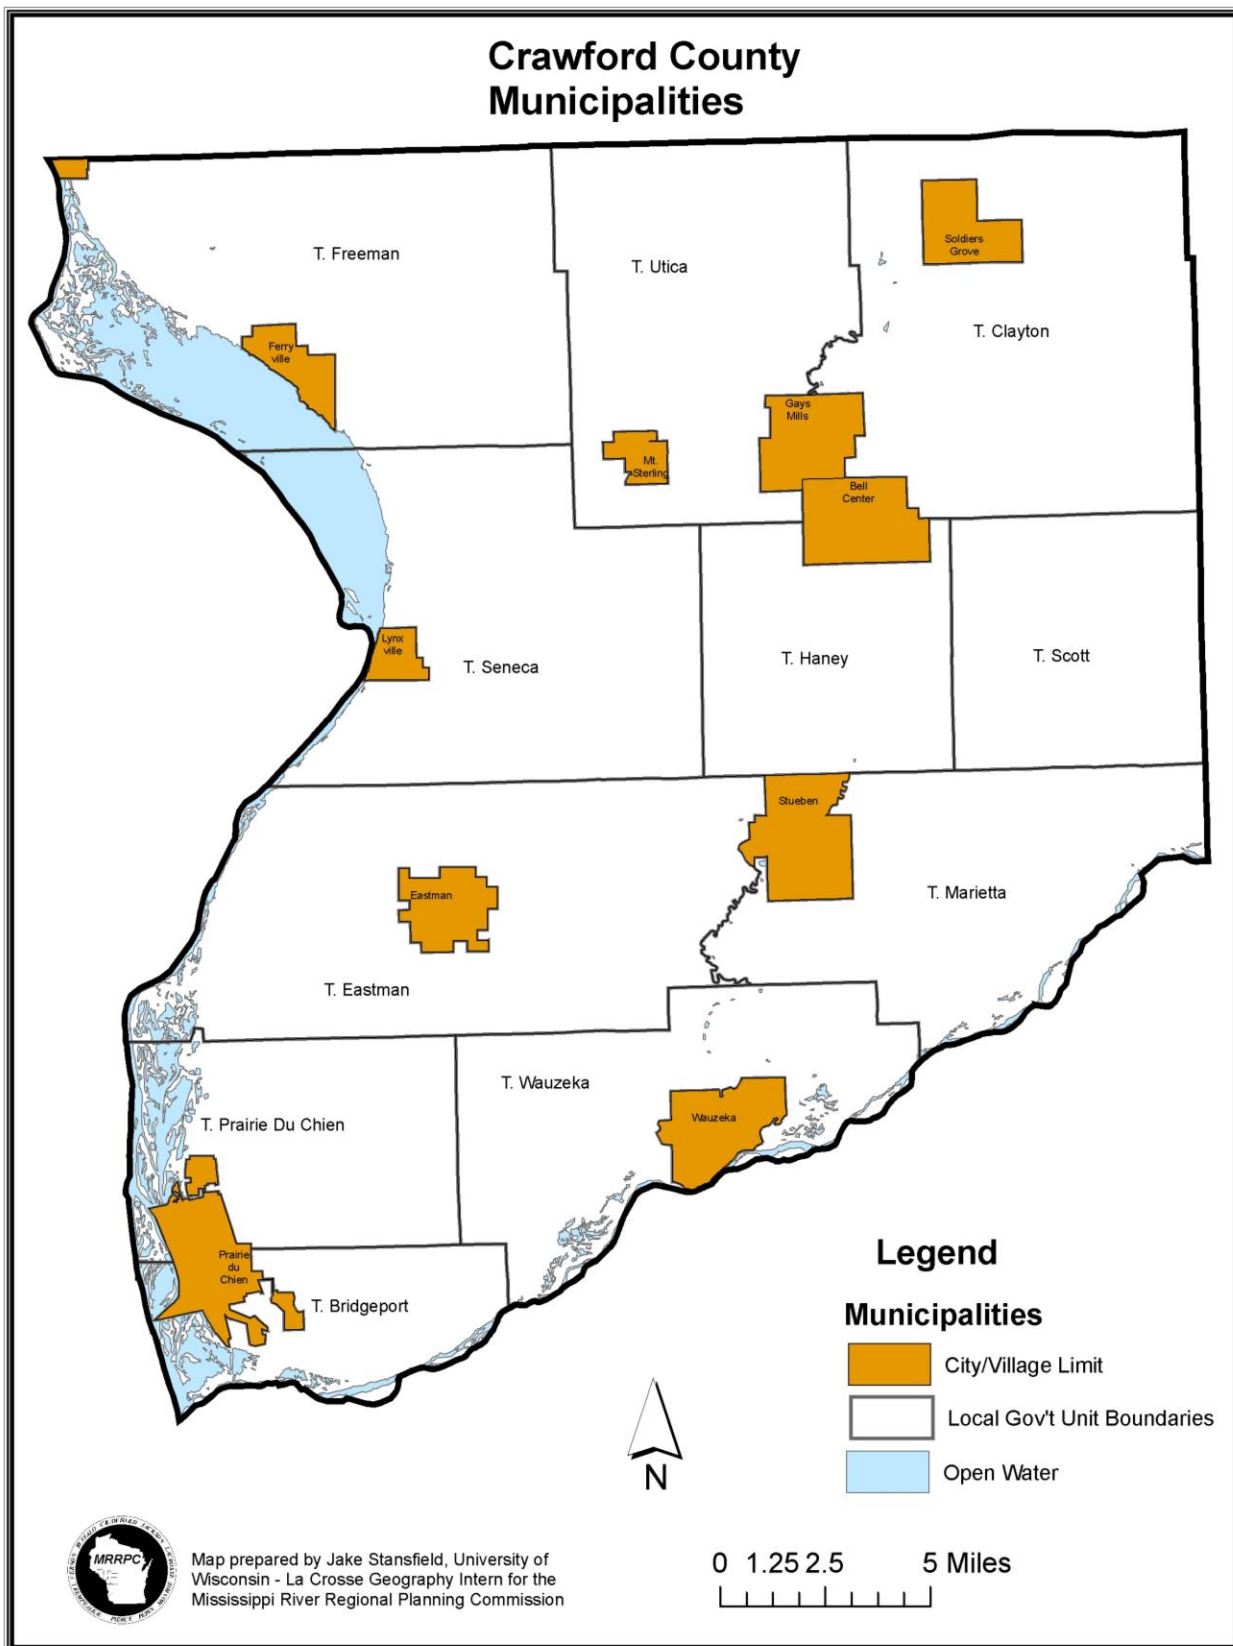 Crawford County
Municipalities
T. Freeman
T. Utica
Soldiers
Grove
T. Clayton
Ferry
ville
Gays
Mills
Mt.
Sterling
Bell
Center
Lynx
ville
T. Seneca
T. Haney
T. Scott
Stueben
Eastman
T. Marietta
T. Eastman
T. Wauzeka
Wauzeka
T. Prairie Du Chien
Prairie
du
Chien
T. Bridgeport
Legend
Municipalities
City/Village Limit
Local Gov't Unit Boundaries
Open Water
N
MRRPC
Map prepared by Jake Stansfield, University of
Wisconsin - La Crosse Geography Intern for the
Mississippi River Regional Planning Commission
0 1.25 2.5 5 Miles